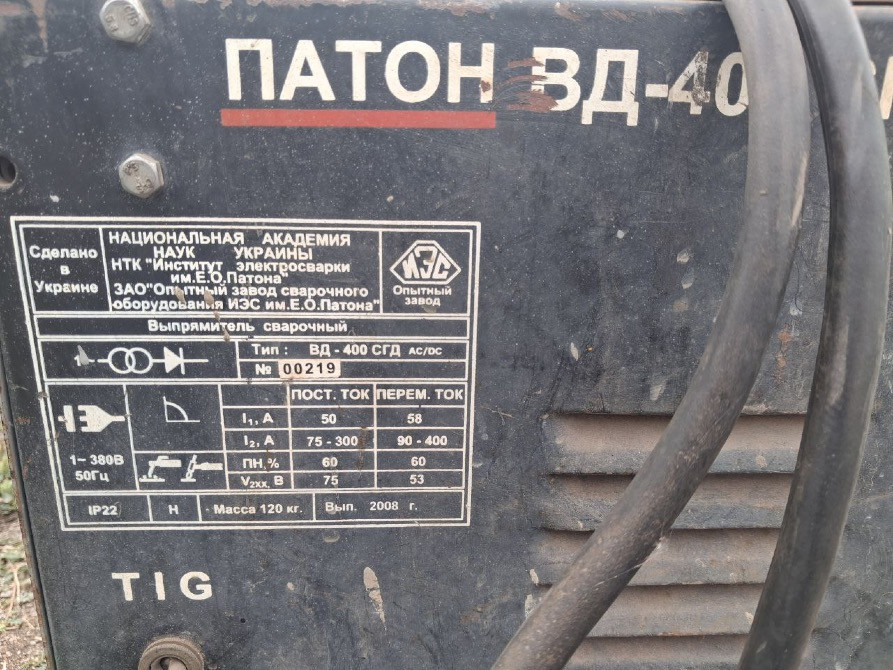 ПАТОН ВД-40
Сделано
в
Украине
НАЦИОНАЛЬНАЯ АКАДЕМИЯ
НАУК УКРАИНЫ
НТК "Институт электросварки
им.Е.О.Патона"
ЗАО"Опытный завод сварочного
оборудования ИЭС им.Е.О.Патона"
ИЭС
Опытный
завод
Выпрямитель сварочный
1~
Тип : ВД - 400 СГД AC/DC
№ 00219
ПОСТ. ТОК ПЕРЕМ. ТОК
I₁, А 50 58
I₂, А 75 - 300 90 - 400
ПН,% 60 60
V₂хх, В 75 53
1~ 380В
50Гц
IP22 Н Масса 120 кг. Вып. 2008 г.
TIG